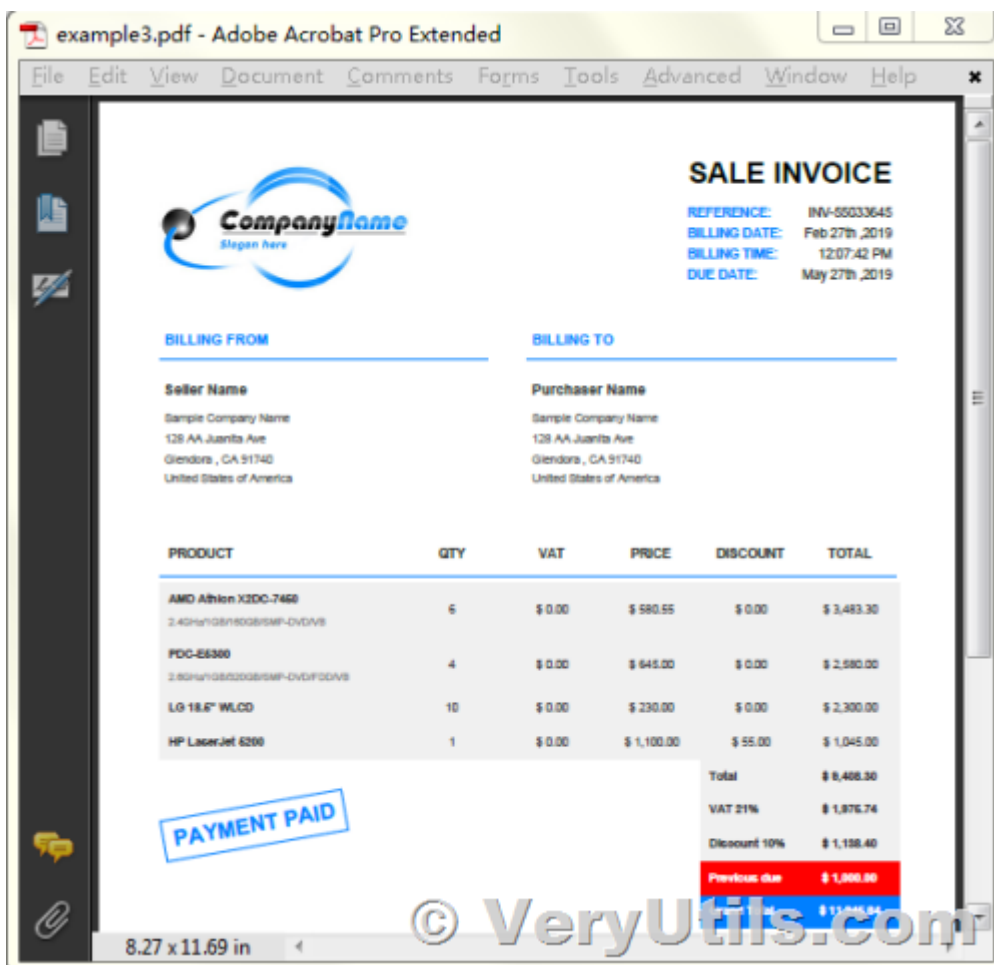 example3.pdf - Adobe Acrobat Pro Extended
File Edit View Document Comments Forms Tools Advanced Window Help
SALE INVOICE
CompanyName
Slogan here
REFERENCE: INV-55033645
BILLING DATE: Feb 27th ,2019
BILLING TIME: 12:07:42 PM
DUE DATE: May 27th ,2019
BILLING FROM BILLING TO
Seller Name Purchaser Name
Sample Company Name Sample Company Name
128 AA Juanita Ave 128 AA Juanita Ave
Glendora , CA 91740 Glendora , CA 91740
United States of America United States of America
PRODUCT QTY VAT PRICE DISCOUNT TOTAL
AMD Athlon X2DC-7450
6 $ 0.00 $ 580.55 $ 0.00 $ 3,483.30
2.4GHz/1GB/160GB/SMP-DVD/VB
PDC-E5300
4 $ 0.00 $ 645.00 $ 0.00 $ 2,580.00
LG 18.5" WLCD 10 $ 0.00 $ 230.00 $ 0.00 $ 2,300.00
HP LaserJet 5200 1 $ 0.00 $ 1,100.00 $ 55.00 $ 1,045.00
Total $ 9,408.30
VAT 21% $ 1,975.74
PAYMENT PAID
Discount 10% $ 1,138.40
Previous due $ 1,000.00
© VeryUtils.com
8.27 x 11.69 in